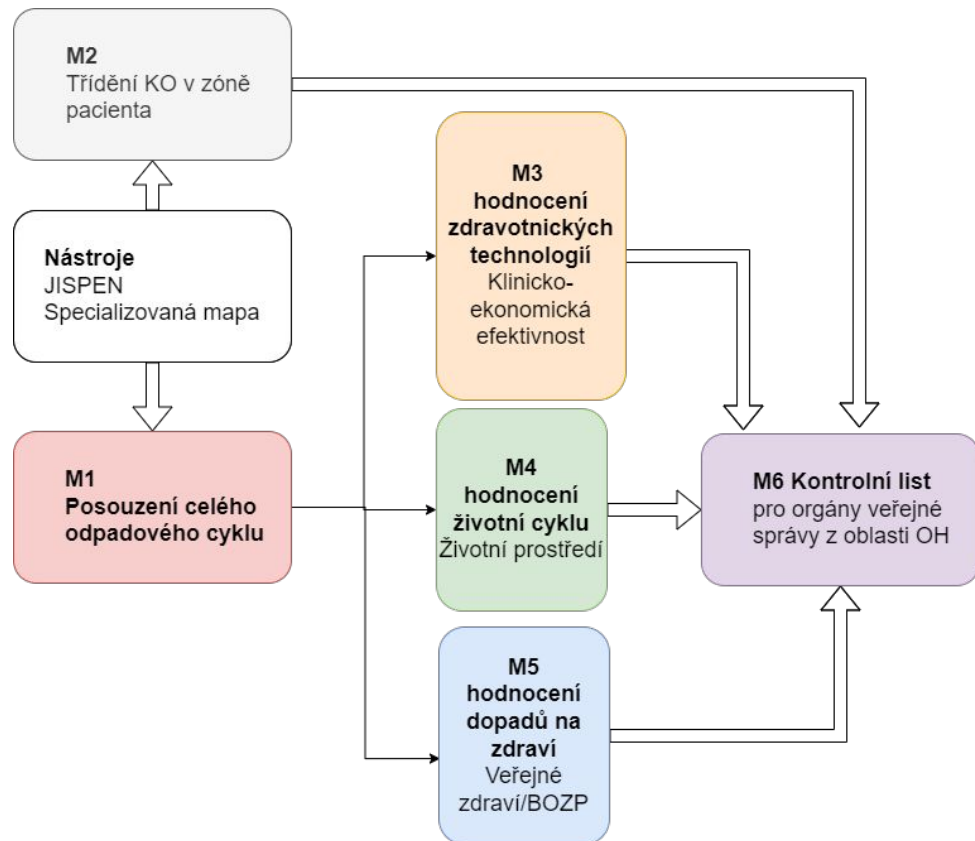 M2
Třídění KO v zóně
pacienta
Nástroje
JISPEN
Specializovaná mapa
M1
Posouzení celého
odpadového cyklu
M3
hodnocení
zdravotnických
technologií
Klinicko-
ekonomická
efektivnost
M4
hodnocení
životní cyklu
Životní prostředí
M5
hodnocení
dopadů na
zdraví
Veřejné
zdraví/BOZP
M6 Kontrolní list
pro orgány veřejné
správy z oblasti OH